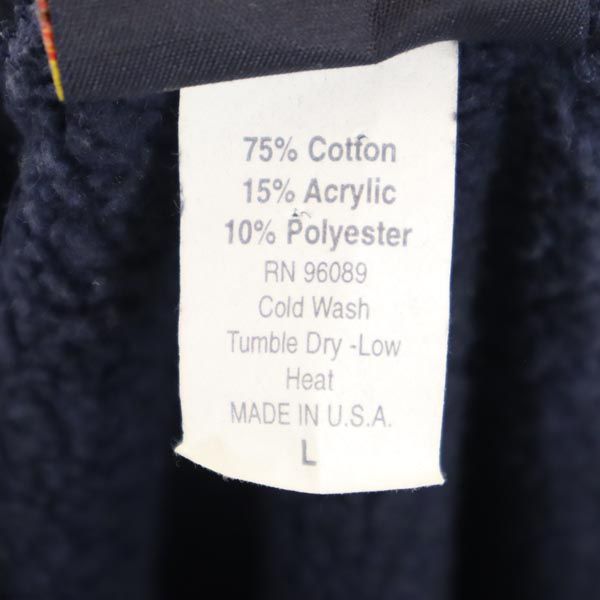 75% Cotton
15% Acrylic
10% Polyester
RN 96089
Cold Wash
Tumble Dry -Low
Heat
MADE IN U.S.A.
L